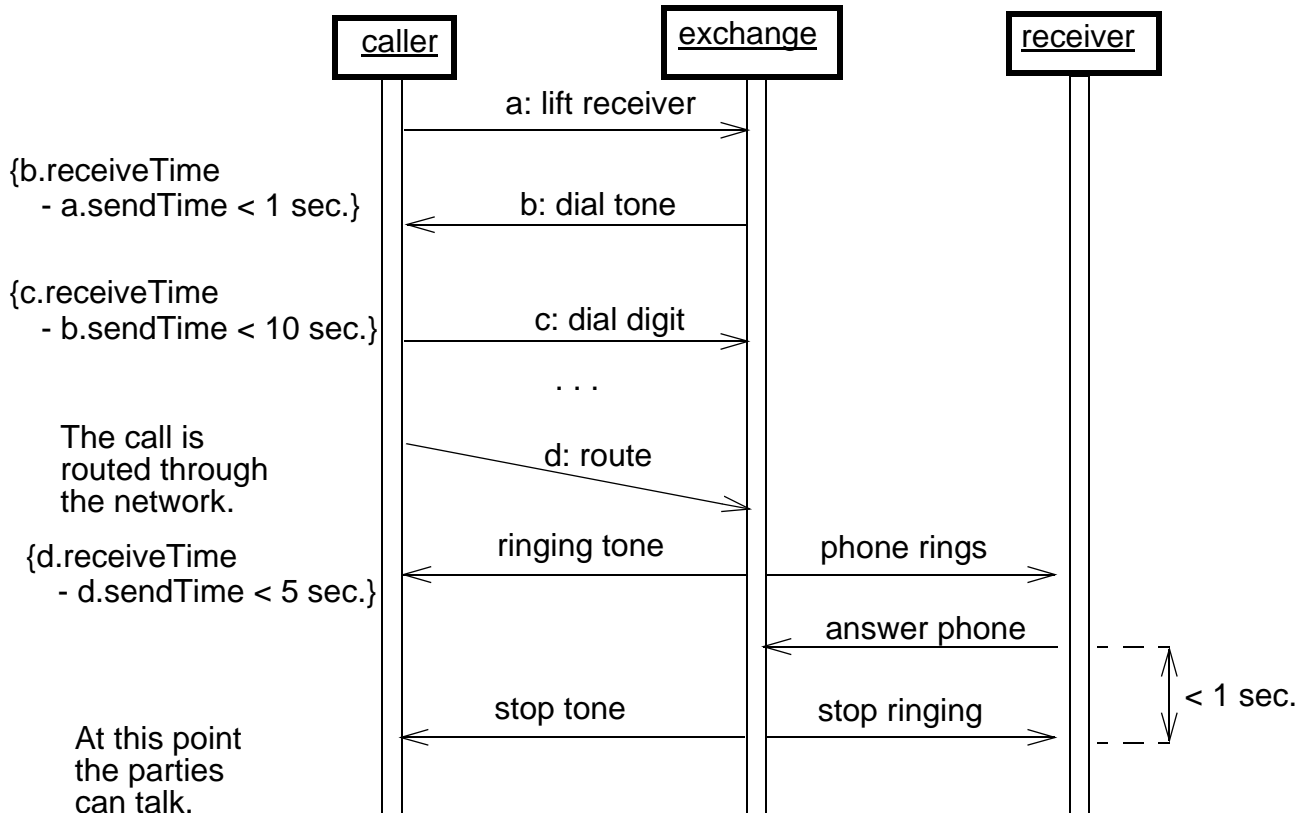 caller
exchange
receiver
a: lift receiver
{b.receiveTime
- a.sendTime < 1 sec.}
b: dial tone
{c.receiveTime
- b.sendTime < 10 sec.}
c: dial digit
. . .
The call is
routed through
the network.
d: route
{d.receiveTime
- d.sendTime < 5 sec.}
ringing tone
phone rings
answer phone
< 1 sec.
stop tone
stop ringing
At this point
the parties
can talk.